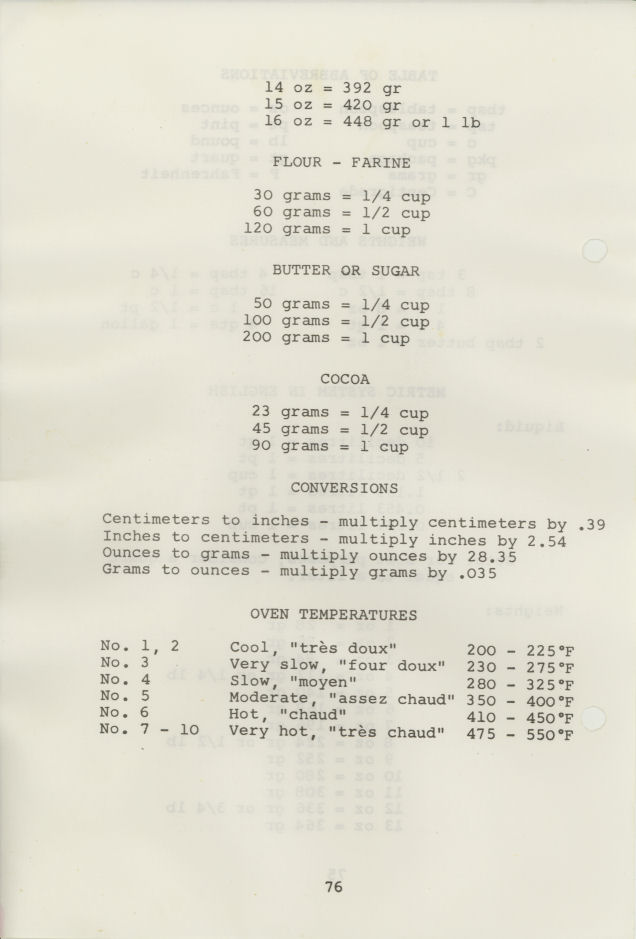 14 oz = 392 gr
15 oz = 420 gr
16 oz = 448 gr or 1 lb
FLOUR - FARINE
30 grams = 1/4 cup
60 grams = 1/2 cup
120 grams = 1 cup
BUTTER OR SUGAR
50 grams = 1/4 cup
100 grams = 1/2 cup
200 grams = 1 cup
COCOA
23 grams = 1/4 cup
45 grams = 1/2 cup
90 grams = 1 cup
CONVERSIONS
Centimeters to inches - multiply centimeters by .39
Inches to centimeters - multiply inches by 2.54
Ounces to grams - multiply ounces by 28.35
Grams to ounces - multiply grams by .035
OVEN TEMPERATURES
No. 1, 2 Cool, "très doux" 200 - 225°F
No. 3 Very slow, "four doux" 230 - 275°F
No. 4 Slow, "moyen" 280 - 325°F
No. 5 Moderate, "assez chaud" 350 - 400°F
No. 6 Hot, "chaud" 410 - 450°F
No. 7 - 10 Very hot, "très chaud" 475 - 550°F
76